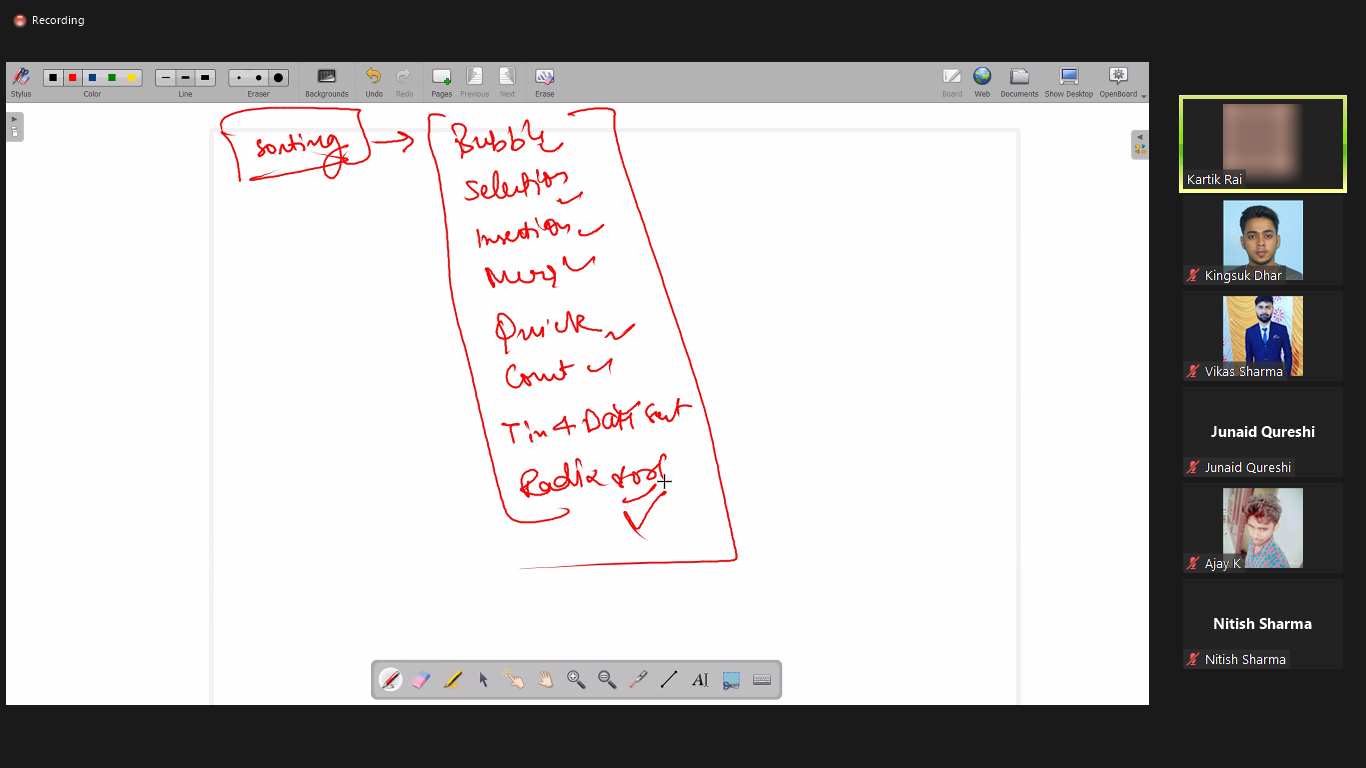 Recording
Stylus
Color
Line
Eraser
Backgrounds
Undo
Redo
Pages
Previous
Next
Erase
Board
Web
Documents
Show Desktop
OpenBoard
sorting
Bubble
Selection
Insertion
Merge
Quick
Count
Sort
Radix sort
AI
Kartik Rai
Kingsuk Dhar
Vikas Sharma
Junaid Qureshi
Junaid Qureshi
Ajay K
Nitish Sharma
Nitish Sharma